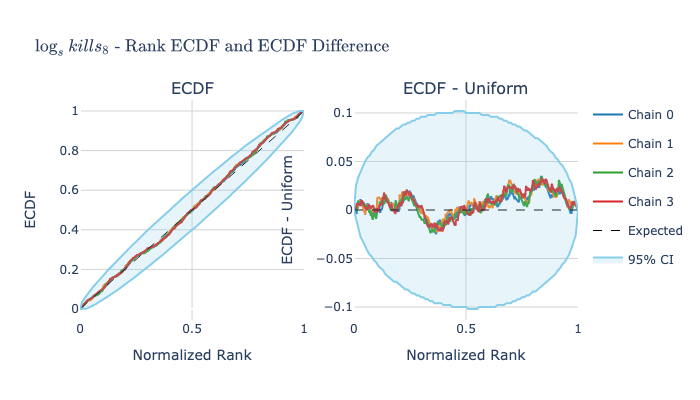 log_s kills_8 - Rank ECDF and ECDF Difference
ECDF
ECDF - Uniform
ECDF
1
0.8
0.6
0.4
0.2
0
0
0.5
1
Normalized Rank
ECDF - Uniform
0.1
0.05
0
−0.05
−0.1
0
0.5
1
Normalized Rank
Chain 0
Chain 1
Chain 2
Chain 3
Expected
95% CI